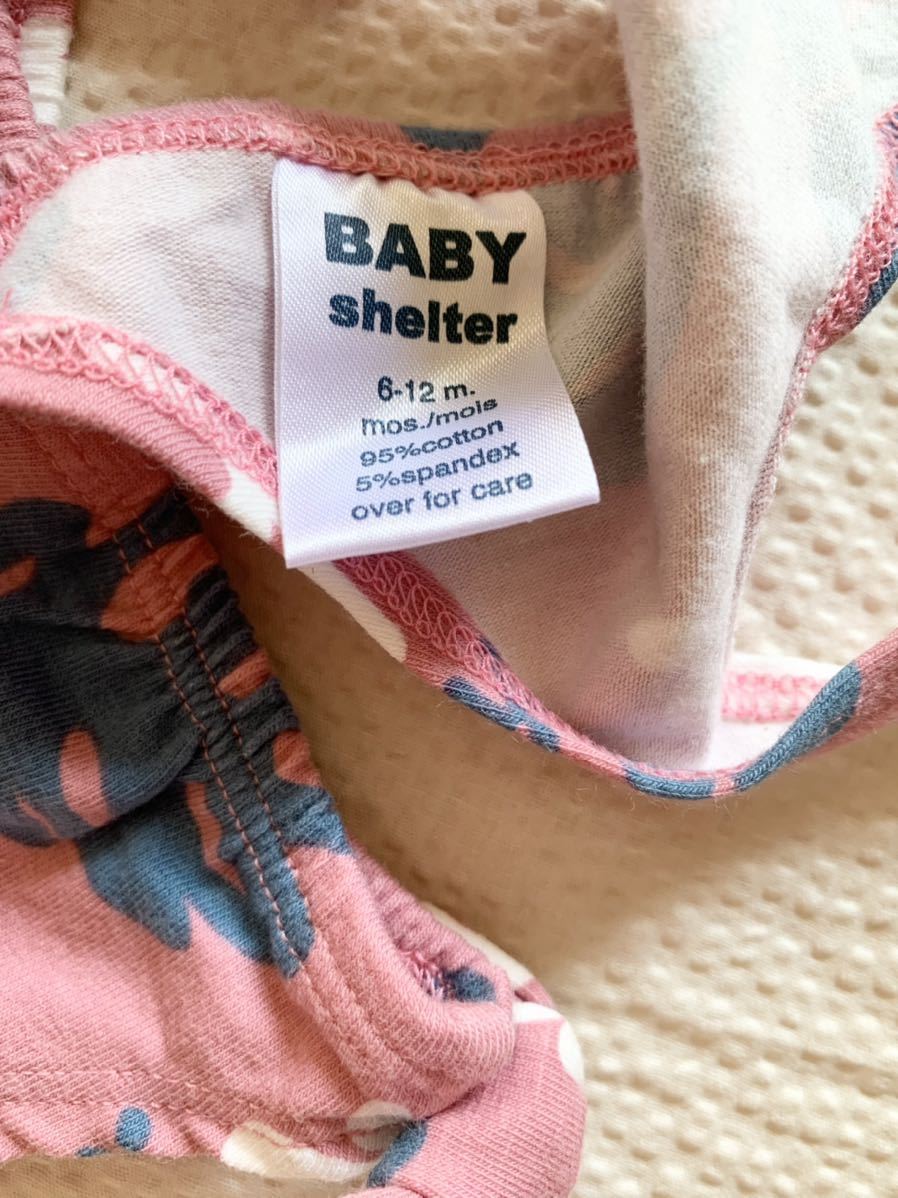 BABY
shelter
6-12 m.
mos./mois
95%cotton
5%spandex
over for care